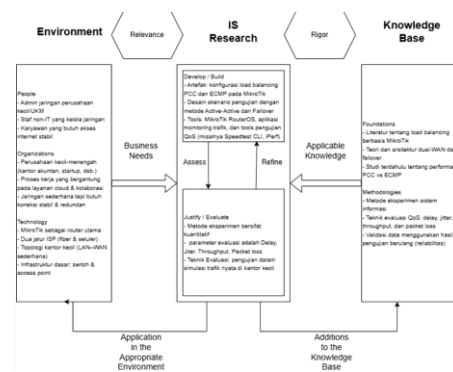 Environment
Relevance
IS
Research
Rigor
Knowledge
Base
People
- Admin jaringan perusahaan
kecil/UKM
- Staf non-IT yang kelola jaringan
- Karyawan yang butuh akses
internet stabil
Organizations
- Perusahaan kecil-menengah
(kantor akuntan, startup, dsb.)
- Proses kerja yang bergantung
pada layanan cloud & kolaborasi
- Jaringan sederhana tapi butuh
koneksi stabil & redundan
Technology
- MikroTik sebagai router utama
- Dua jalur ISP (fiber & seluler)
- Topologi kantor kecil (LAN-WAN
sederhana)
- Infrastruktur dasar: switch &
access point
Business
Needs
Develop / Build
- Artefak: konfigurasi load balancing
PCC dan ECMP pada MikroTik
- Desain skenario pengujian dengan
metode Active-Active dan Failover
- Tools: MikroTik RouterOS, aplikasi
monitoring trafik, dan tools pengujian
QoS (misalnya Speedtest CLI, iPerf)
Assess
Refine
Justify / Evaluate
- Metode eksperimen bersifat
kuantitatif
- parameter evaluasi adalah Delay,
Jiter, Throughput, Packet loss
- Teknik Evaluasi: pengujian dalam
simulasi trafik nyata di kantor kecil
Applicable
Knowledge
Foundations
- Literatur tentang load balancing
berbasis MikroTik
- Teori dan arsitektur dual-WAN dan
failover
- Studi terdahulu tentang performa
PCC vs ECMP
Methodologies
- Metode eksperimen sistem
informasi
- Teknik evaluasi QoS: delay, jitter,
throughput, dan packet loss
- Validasi data menggunakan hasil
pengujian berulang (reliabilitas)
Application
in the
Appropriate
Environment
Additions
to the
Knowledge
Base